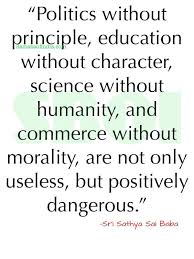 “Politics without
principle, education
without character,
science without
humanity, and
commerce without
morality, are not only
useless, but positively
dangerous.”
-Sri Sathya Sai Baba